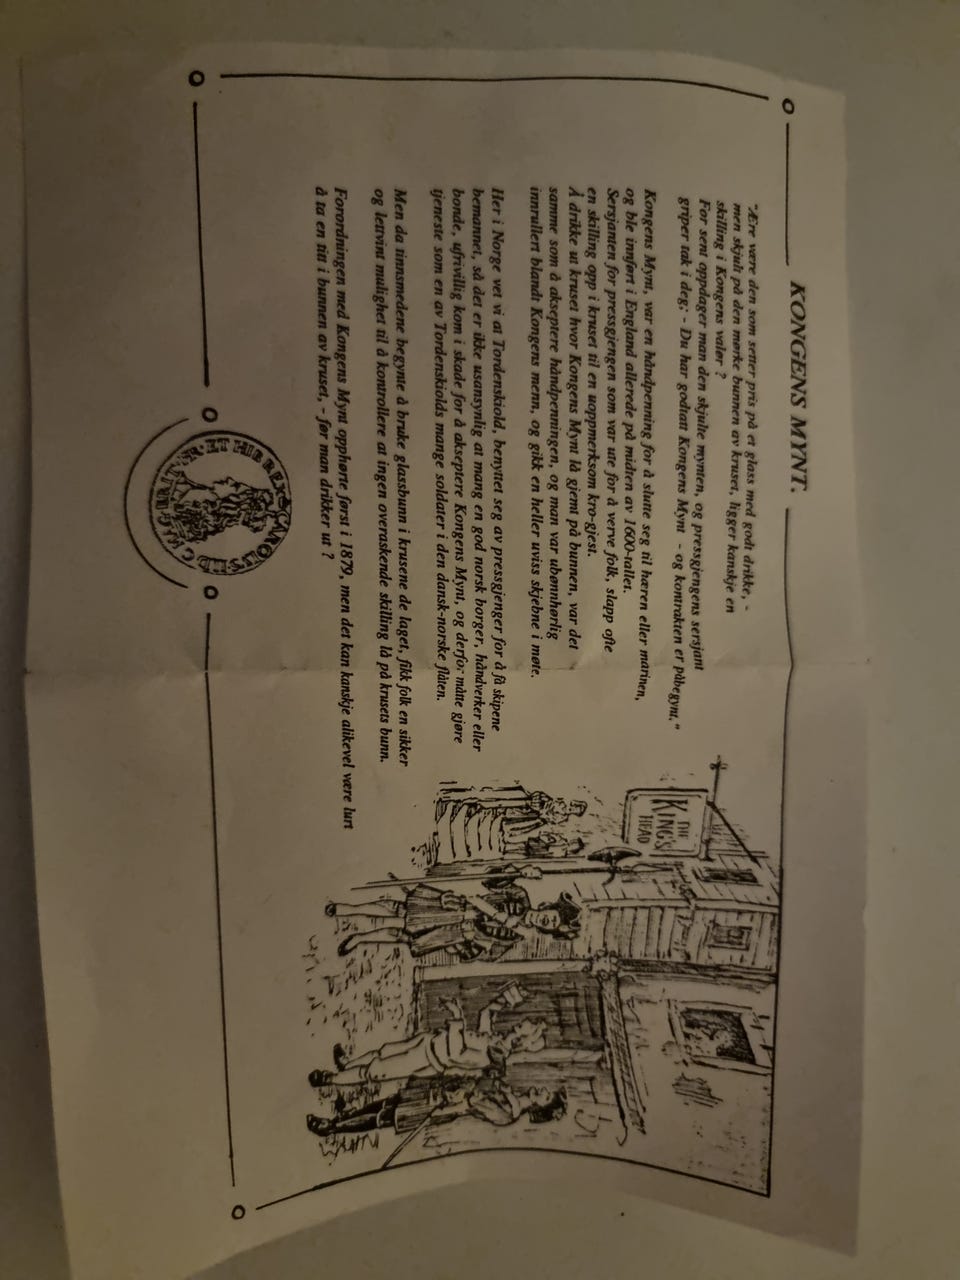 KONGENS MYNT.
"Ære være den som setter pris på et glass med godt drikke, -
men skjult på den mørke bunnen av kruset, ligger kanskje en
skilling i Kongens valør ?
For sent oppdager man den skjulte mynten, og pressgjengens sersjant
griper tak i deg; - Du har godtatt Kongens Mynt - og kontrakten er påbegynt."
Kongens Mynt, var en håndpenning for å slutte seg til hæren eller marinen,
og ble innført i England allerede på midten av 1600-tallet.
Sersjanten for pressgjengen som var ute for å verve folk, slapp ofte
en skilling opp i kruset til en uoppmerksom kro-gjest.
Å drikke ut kruset hvor Kongens Mynt lå gjemt på bunnen, var det
samme som å akseptere håndpenningen, og man var ubønnhørlig
innrullert blandt Kongens menn, og gikk en heller uviss skjebne i møte.
Her i Norge vet vi at Tordenskiold, benyttet seg av pressgjenger for å få skipene
bemannet, så det er ikke usansynlig at mang en god norsk borger, håndverker eller
bonde, ufrivillig kom i skade for å akseptere Kongens Mynt, og derfor måtte gjøre
tjeneste som en av Tordenskiolds mange soldater i den dansk-norske flåten.
Men da tinnsmedene begynte å bruke glassbunn i krusene de laget, fikk folk en sikker
og lettvint mulighet til å kontrollere at ingen overaskende skilling lå på krusets bunn.
Forordningen med Kongens Mynt opphørte først i 1879, men det kan kanskje alikevel være lurt
å ta en titt i bunnen av kruset, - før man drikker ut ?
THE
KING'S
HEAD
ET HIB REX